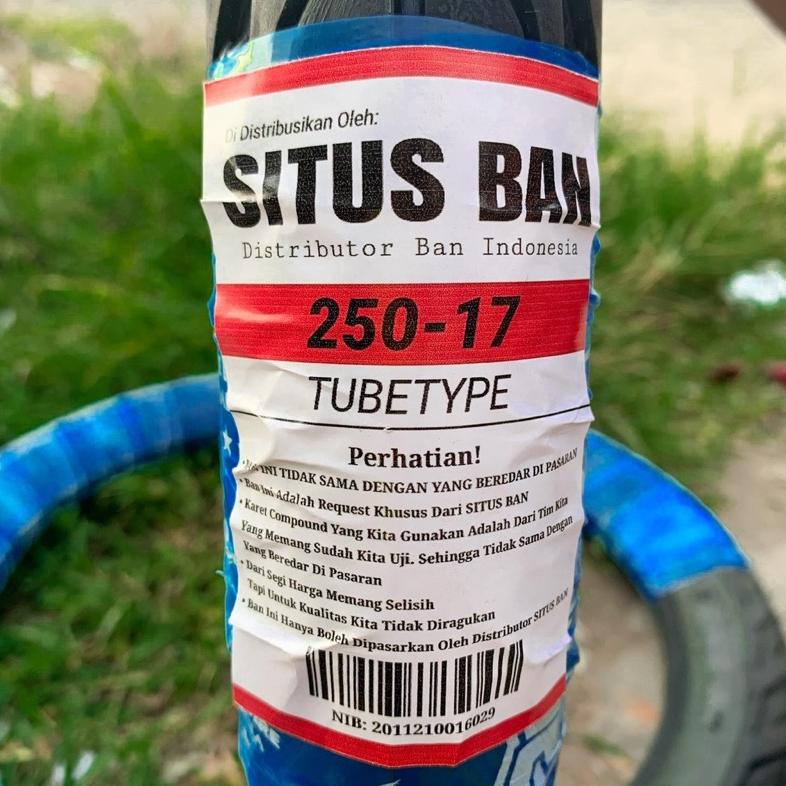 Di Distribusikan Oleh:
SITUS BAN
Distributor Ban Indonesia
250-17
TUBETYPE
Perhatian!
• BAN INI TIDAK SAMA DENGAN YANG BEREDAR DI PASARAN
• Ban Ini Adalah Request Khusus Dari SITUS BAN
• Karet Compound Yang Kita Gunakan Adalah Dari Tim Kita
Yang Memang Sudah Kita Uji. Sehingga Tidak Sama Dengan
Yang Beredar Di Pasaran
• Dari Segi Harga Memang Selisih
Tapi Untuk Kualitas Kita Tidak Diragukan
• Ban Ini Hanya Boleh Dipasarkan Oleh Distributor SITUS BAN
NIB: 2011210016029